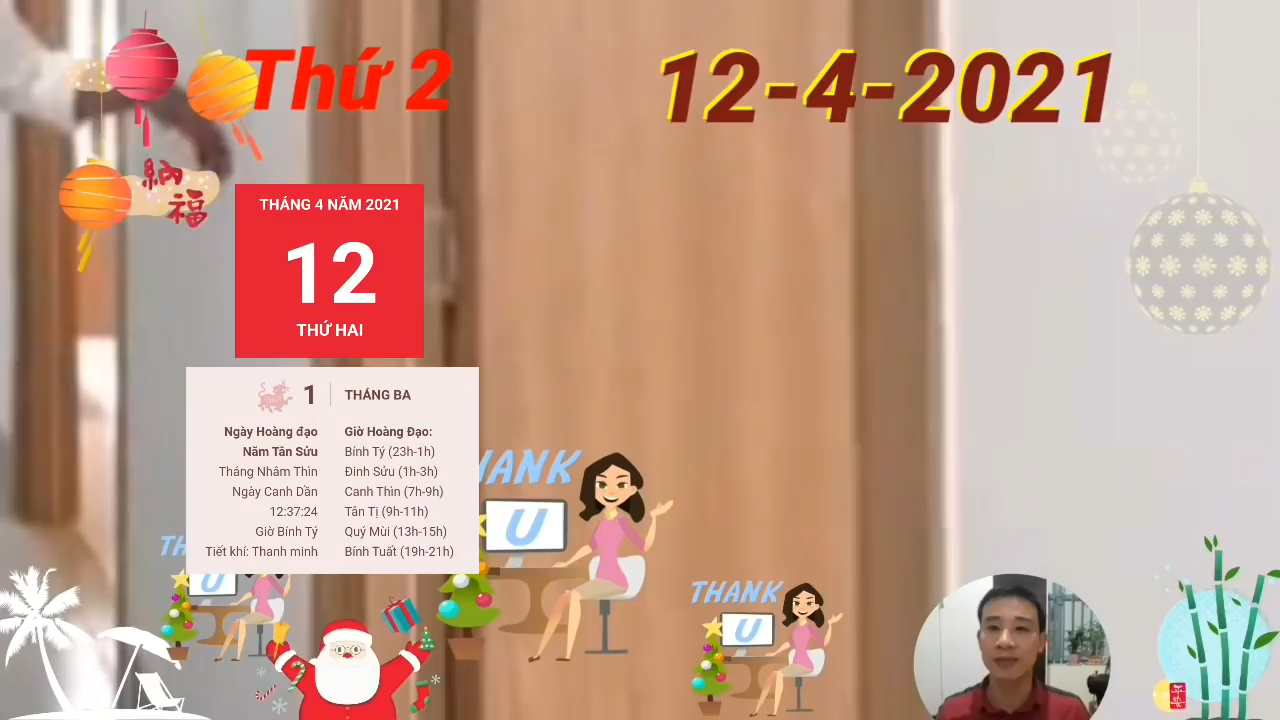 Thứ 2
12-4-2021
納
福
THÁNG 4 NĂM 2021
12
THỨ HAI
1
THÁNG BA
Ngày Hoàng đạo
Năm Tân Sửu
Tháng Nhâm Thìn
Ngày Canh Dần
12:37:24
Giờ Bính Tý
Tiết khí: Thanh minh
Giờ Hoàng Đạo:
Bính Tý (23h-1h)
Đinh Sửu (1h-3h)
Canh Thìn (7h-9h)
Tân Tị (9h-11h)
Quý Mùi (13h-15h)
Bính Tuất (19h-21h)
HANK
U
TH
U
THANK
U